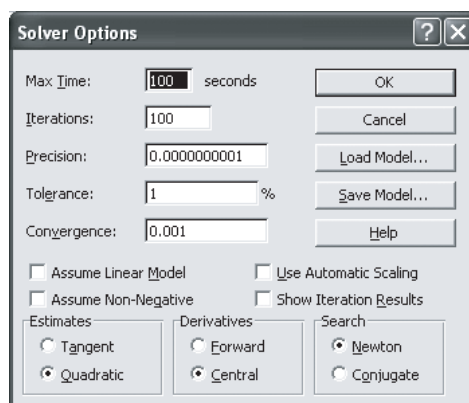 Solver Options
Max Time: 100 seconds OK
Iterations: 100 Cancel
Precision: 0.0000000001 Load Model...
Tolerance: 1 % Save Model...
Convergence: 0.001 Help
Assume Linear Model Use Automatic Scaling
Assume Non-Negative Show Iteration Results
Estimates Derivatives Search
Tangent Forward Newton
Quadratic Central Conjugate